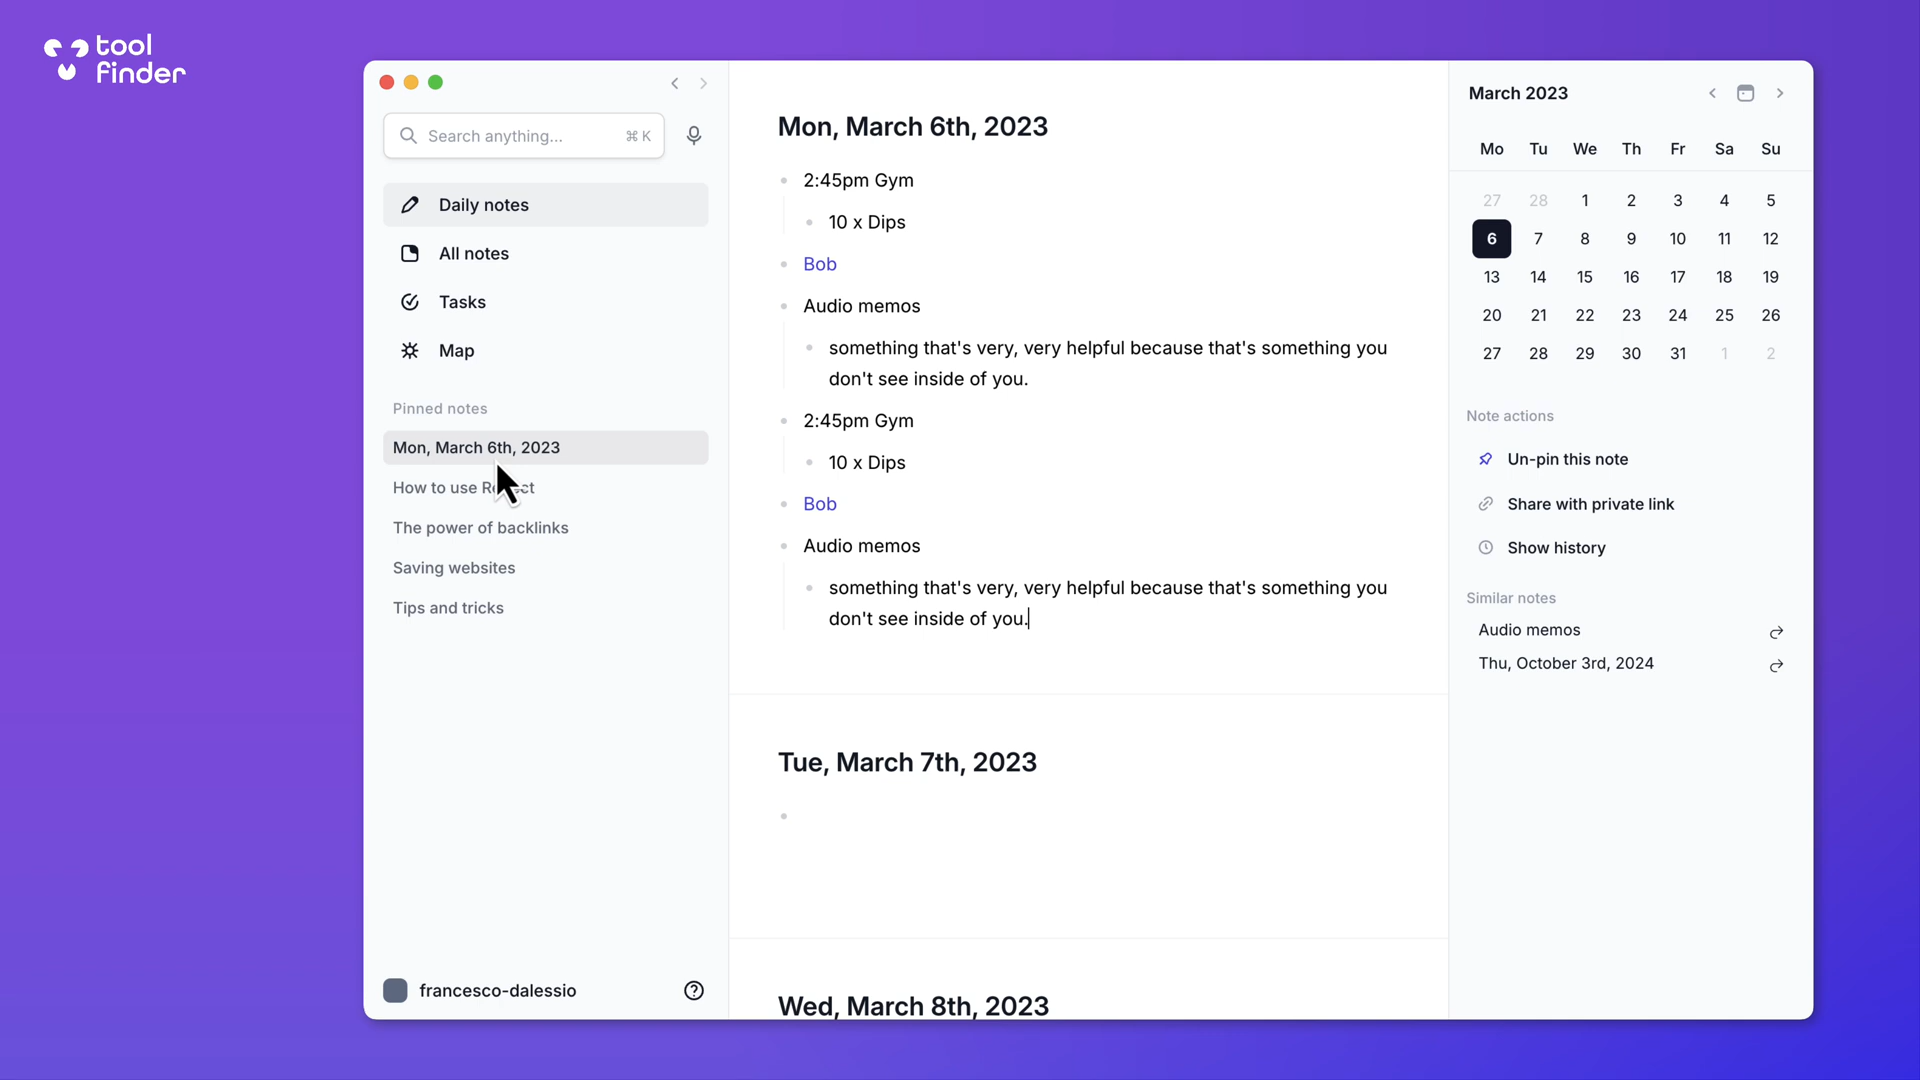 tool
finder
Search anything... ⌘ K
Daily notes
All notes
Tasks
Map
Pinned notes
Mon, March 6th, 2023
How to use
The power of backlinks
Saving websites
Tips and tricks
francesco-dalessio
Mon, March 6th, 2023
2:45pm Gym
10 x Dips
Bob
Audio memos
something that's very, very helpful because that's something you
don't see inside of you.
2:45pm Gym
10 x Dips
Bob
Audio memos
something that's very, very helpful because that's something you
don't see inside of you.
Tue, March 7th, 2023
Wed, March 8th, 2023
March 2023
Mo Tu We Th Fr Sa Su
27 28 1 2 3 4 5
6 7 8 9 10 11 12
13 14 15 16 17 18 19
20 21 22 23 24 25 26
27 28 29 30 31 1 2
Note actions
Un-pin this note
Share with private link
Show history
Similar notes
Audio memos
Thu, October 3rd, 2024